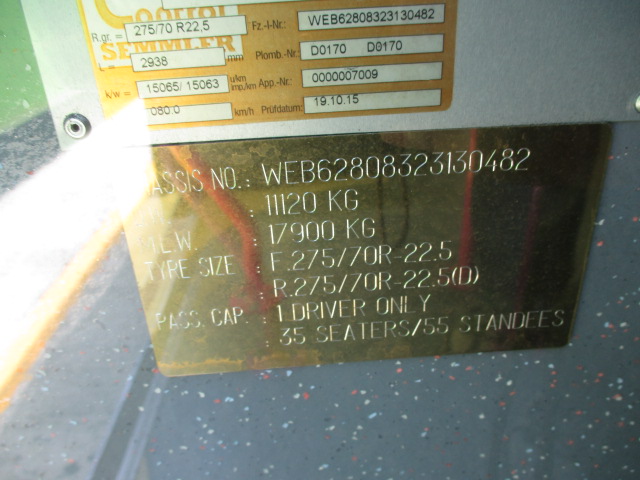 R.gr.= 275/70 R22,5 Fz.-I-Nr.: WEB62808323130482
SEMMLER
L = 2938 mm Plomb.-Nr.: D0170 D0170
k/w = 15065/ 15063 u/km imp./km App.-Nr.: 0000007009
080.0 km/h Prüfdatum: 19.10.15
CHASSIS NO.: WEB62808323130482
: 11120 KG
M.L.W. : 17900 KG
TYRE SIZE : F.275/70R-22.5
: R.275/70R-22.5(D)
PASS. CAP. : 1 DRIVER ONLY
: 35 SEATERS/55 STANDEES